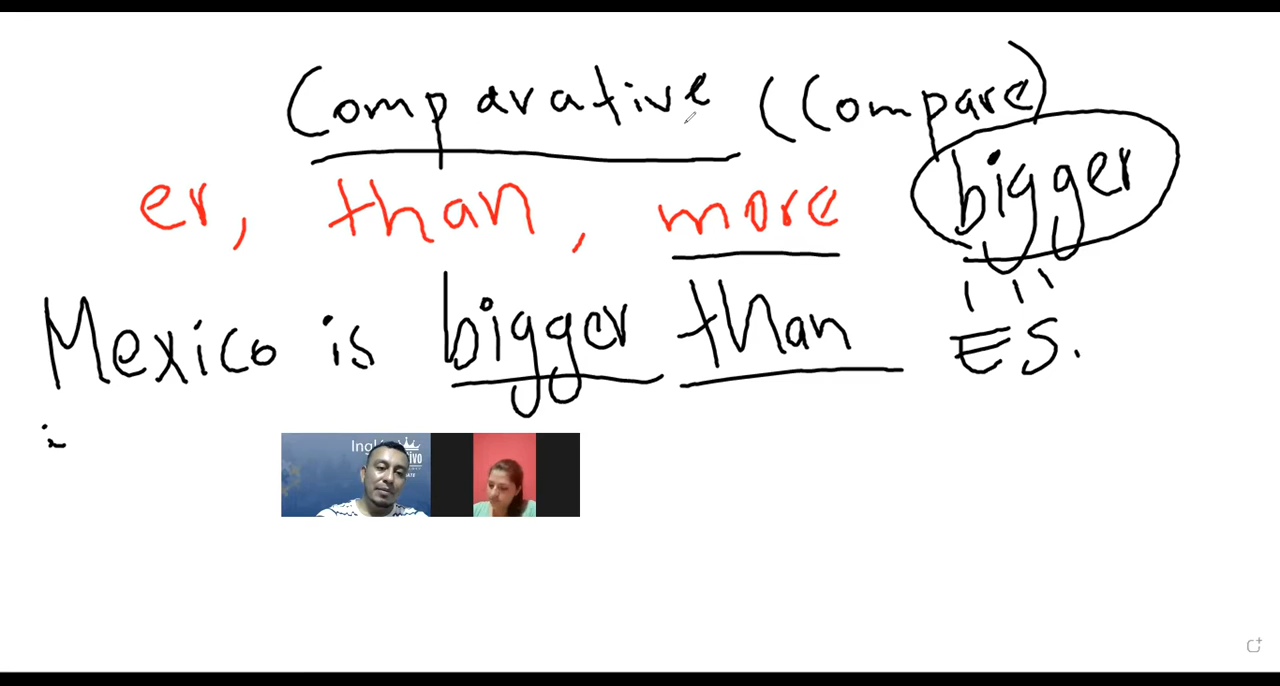 Comparative (Compare)
er, than, more bigger
Mexico is bigger than ES.